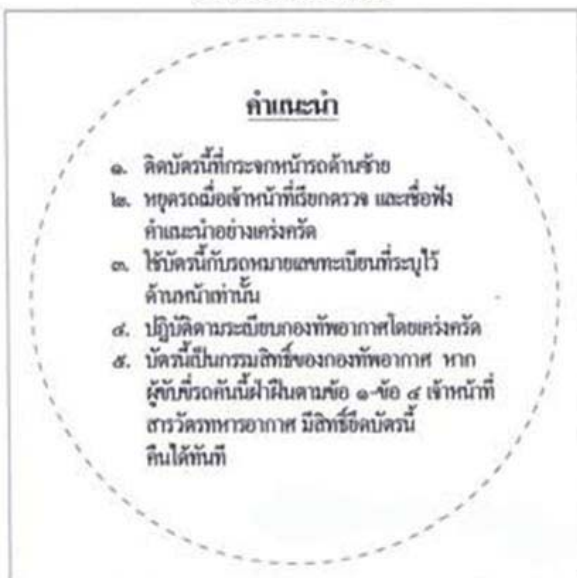 คำแนะนำ
๑. ติดบัตรนี้ที่กระจกหน้ารถด้านซ้าย
๒. หยุดรถเมื่อเจ้าหน้าที่เรียกตรวจ และเชื่อฟัง
คำแนะนำอย่างเคร่งครัด
๓. ใช้บัตรนี้กับรถหมายเลขทะเบียนที่ระบุไว้
ด้านหน้าเท่านั้น
๔. ปฏิบัติตามระเบียบกองทัพอากาศโดยเคร่งครัด
๕. บัตรนี้เป็นกรรมสิทธิ์ของกองทัพอากาศ หาก
ผู้ขับขี่รถคันนี้ฝ่าฝืนตามข้อ ๑-ข้อ ๔ เจ้าหน้าที่
สารวัตรทหารอากาศ มีสิทธิ์ยึดบัตรนี้
คืนได้ทันที